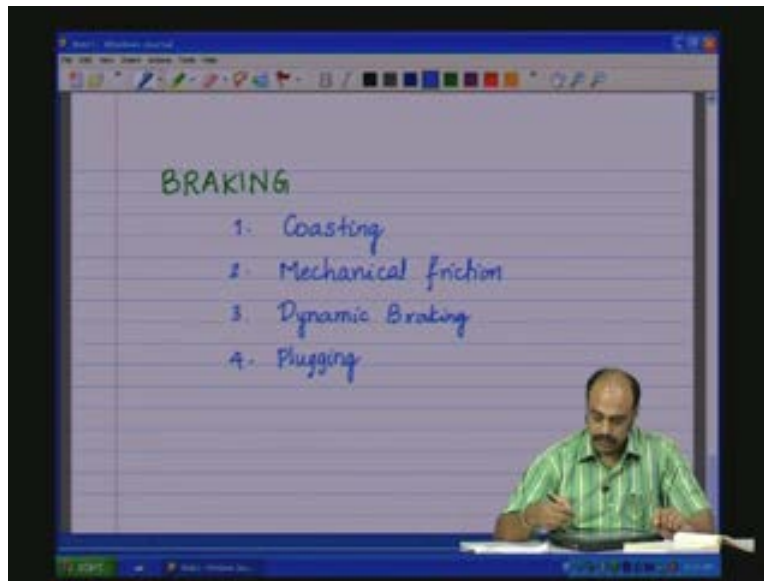 BRAKING
1. Coasting
2. Mechanical friction
3. Dynamic Braking
4. Plugging